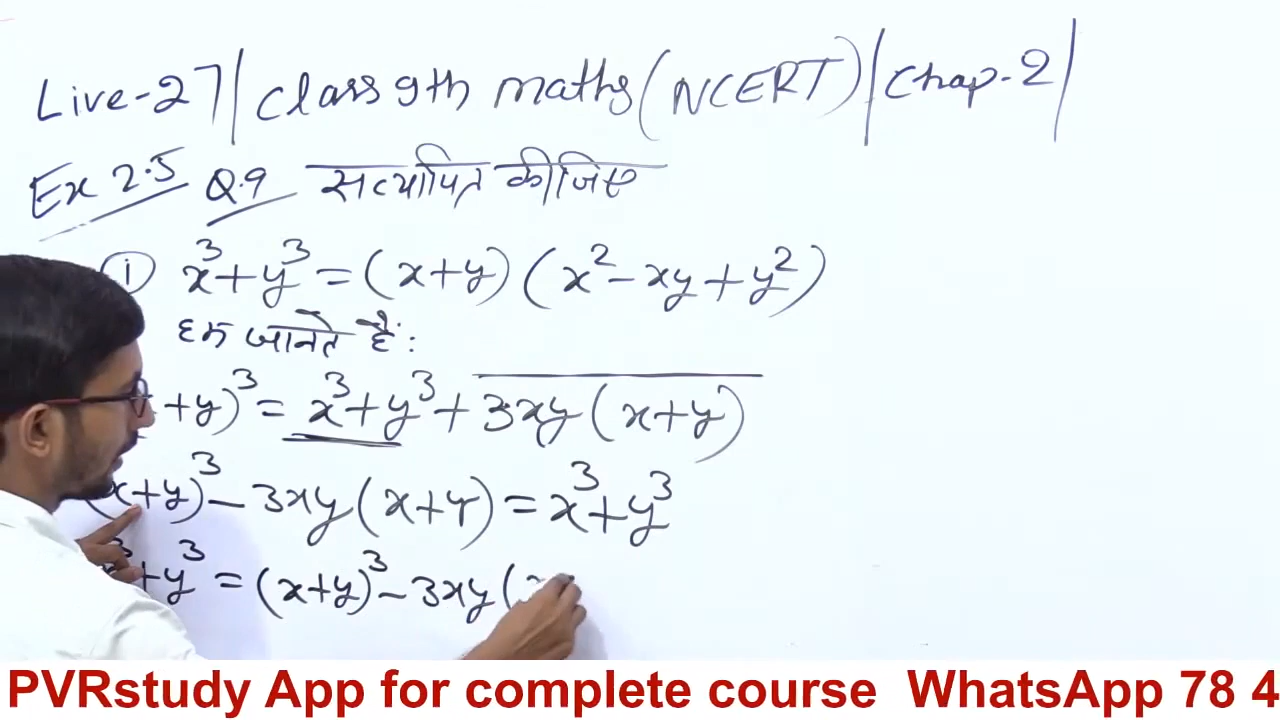 Live-27|Class 9th maths(NCERT)|Chap-2|
Ex 2.5 Q.9 सत्यापित कीजिए
(i) x³+y³=(x+y)(x²-xy+y²)
हम जानते हैं:
+y)³=x³+y³+3xy(x+y)
(x+y)³-3xy(x+y)=x³+y³
³+y³=(x+y)³-3xy(x
PVRstudy App for complete course WhatsApp 78 4